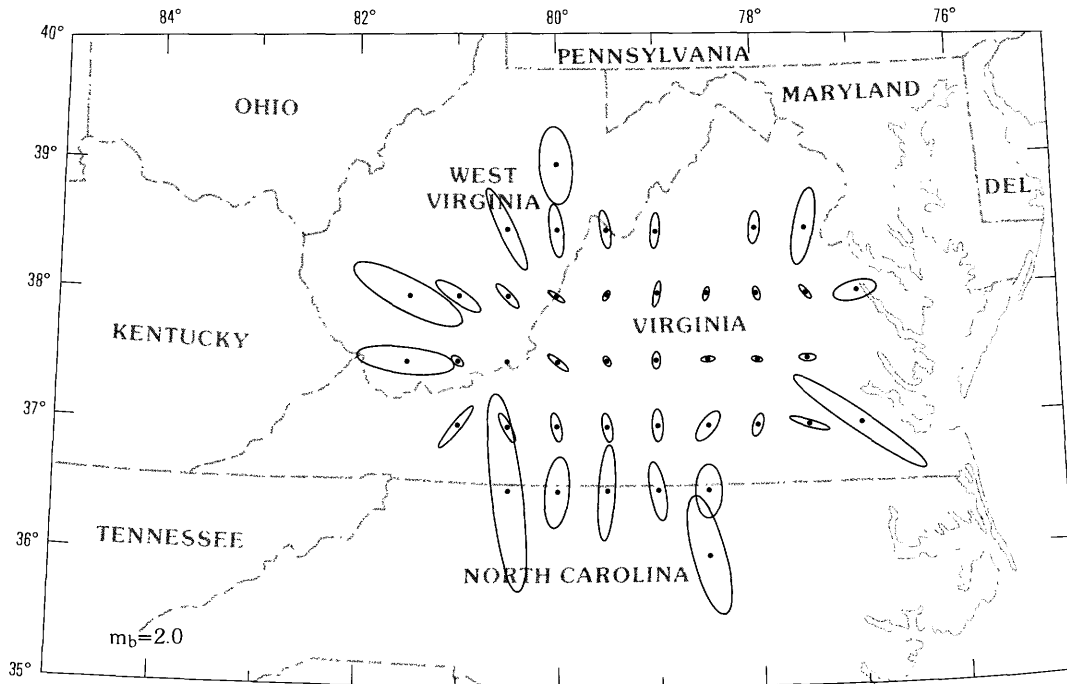 84° 82° 80° 78° 76°
40°
PENNSYLVANIA
OHIO
MARYLAND
39°
WEST
VIRGINIA
DEL
38°
KENTUCKY
VIRGINIA
37°
36°
TENNESSEE
NORTH CAROLINA
m_b=2.0
35°